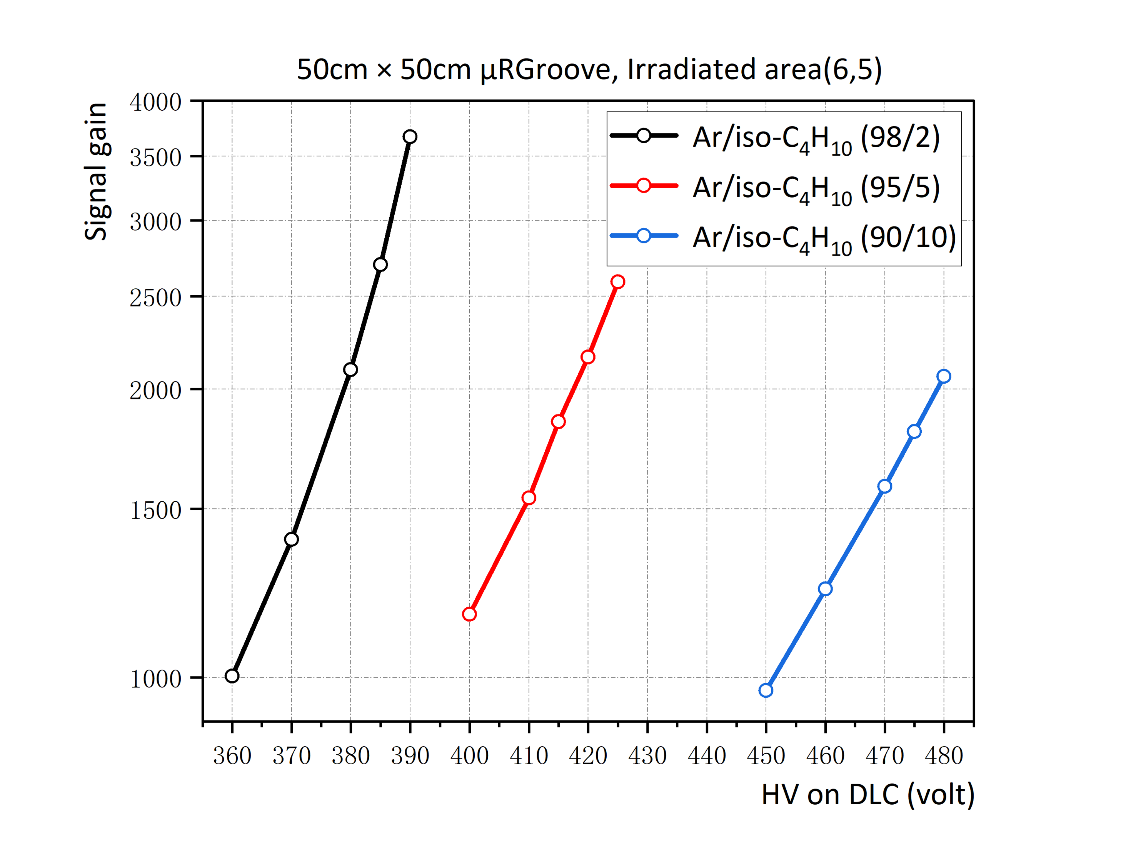 50cm × 50cm μRGroove, Irradiated area(6,5)
Signal gain
4000
3500
3000
2500
2000
1500
1000
Ar/iso-C₄H₁₀ (98/2)
Ar/iso-C₄H₁₀ (95/5)
Ar/iso-C₄H₁₀ (90/10)
360 370 380 390 400 410 420 430 440 450 460 470 480
HV on DLC (volt)